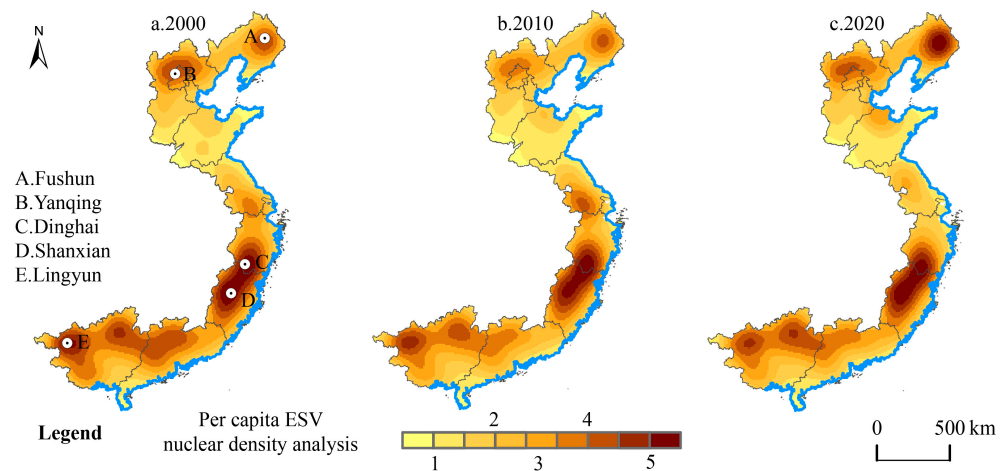 N
a.2000
b.2010
c.2020
A
B
A.Fushun
B.Yanqing
C.Dinghai
D.Shanxian
E.Lingyun
C
D
E
Legend
Per capita ESV
nuclear density analysis
2 4
1 3 5
0 500 km